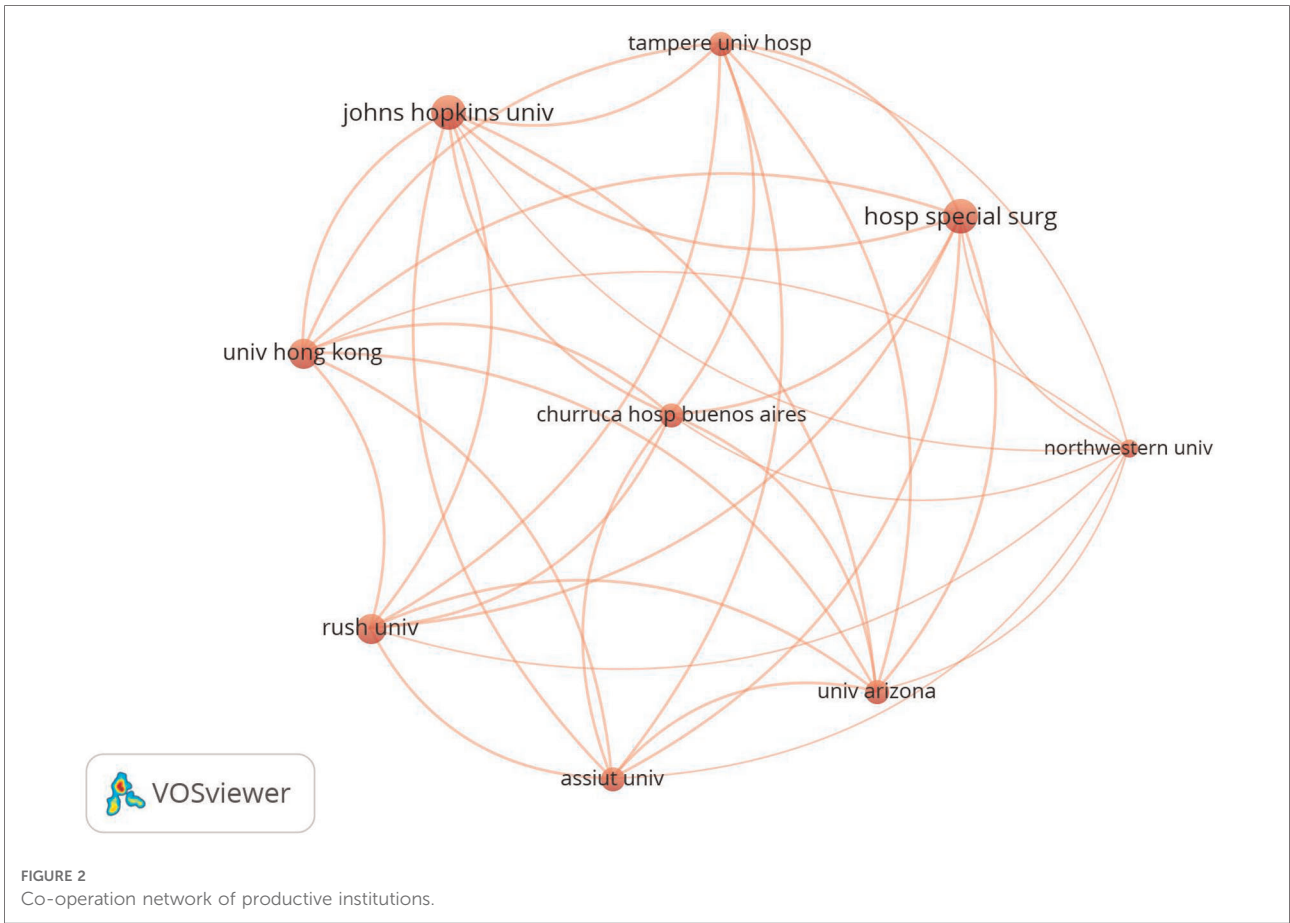 tampere univ hosp
johns hopkins univ
hosp special surg
univ hong kong
churruca hosp buenos aires
northwestern univ
rush univ
univ arizona
assiut univ
VOSviewer
FIGURE 2
Co-operation network of productive institutions.